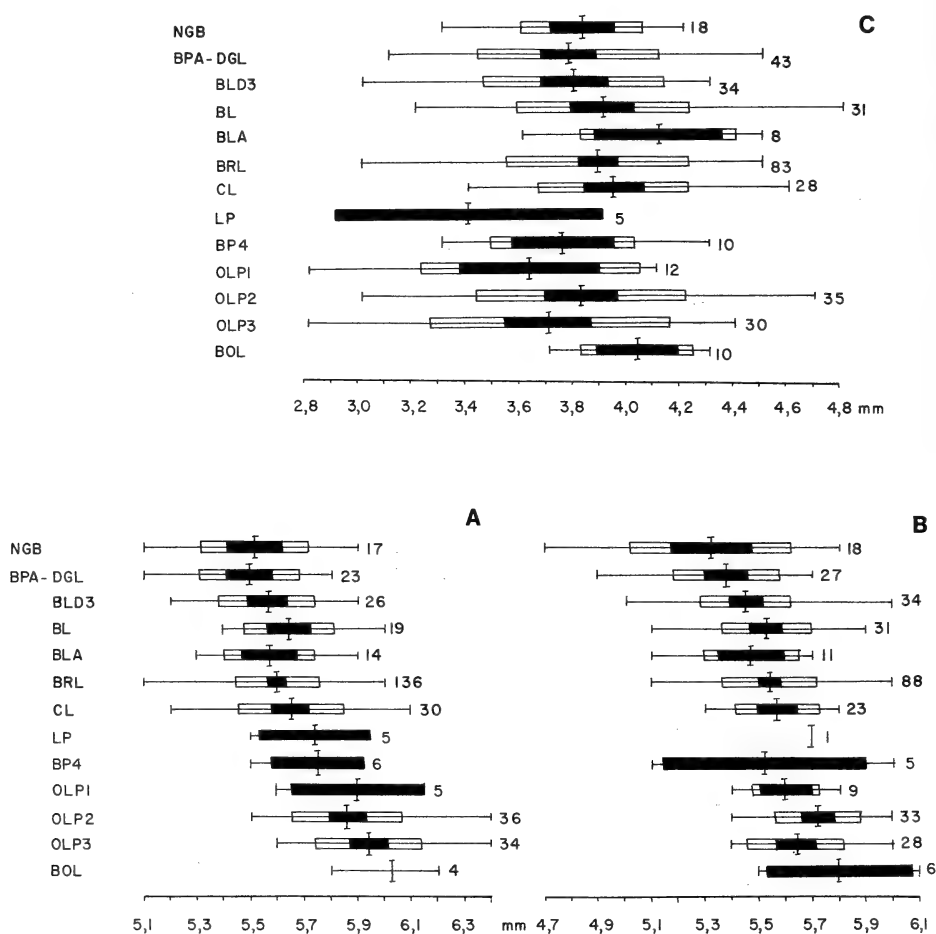 C
NGB 18
BPA-DGL 43
BLD3 34
BL 31
BLA 8
BRL 83
CL 28
LP 5
BP4 10
OLP1 12
OLP2 35
OLP3 30
BOL 10
2,8 3,0 3,4 3,6 3,8 4,0 4,2 4,4 4,6 4,8 mm
A B
NGB 17 18
BPA-DGL 23 27
BLD3 26 34
BL 19 31
BLA 14 11
BRL 136 88
CL 30 23
LP 5 1
BP4 6 5
OLP1 5 9
OLP2 36 33
OLP3 34 28
BOL 4 6
5,1 5,3 5,5 5,7 5,9 6,1 6,3 mm 4,7 4,9 5,1 5,3 5,5 5,7 5,9 6,1